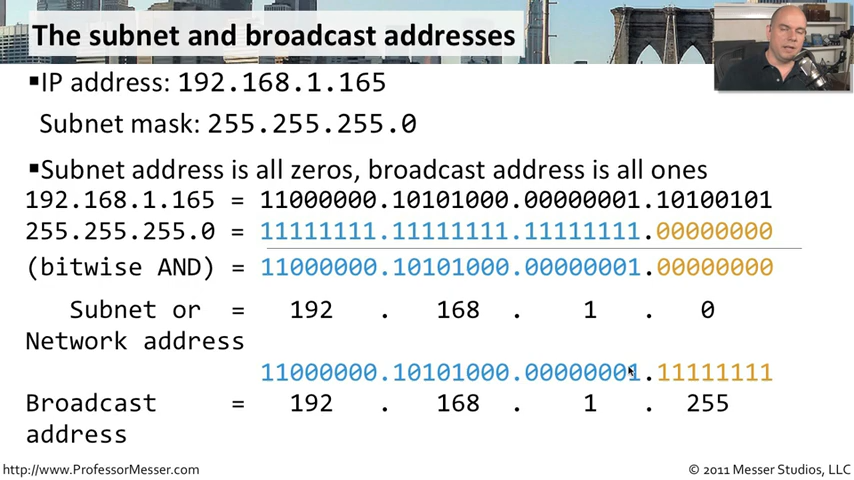 The subnet and broadcast addresses
▪IP address: 192.168.1.165
Subnet mask: 255.255.255.0
▪Subnet address is all zeros, broadcast address is all ones
192.168.1.165 = 11000000.10101000.00000001.10100101
255.255.255.0 = 11111111.11111111.11111111.00000000
(bitwise AND) = 11000000.10101000.00000001.00000000
Subnet or = 192 . 168 . 1 . 0
Network address
11000000.10101000.00000001.11111111
Broadcast = 192 . 168 . 1 . 255
address
http://www.ProfessorMesser.com
© 2011 Messer Studios, LLC